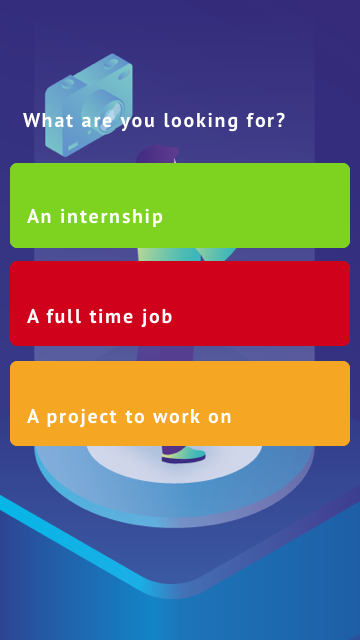 What are you looking for?
An internship
A full time job
A project to work on